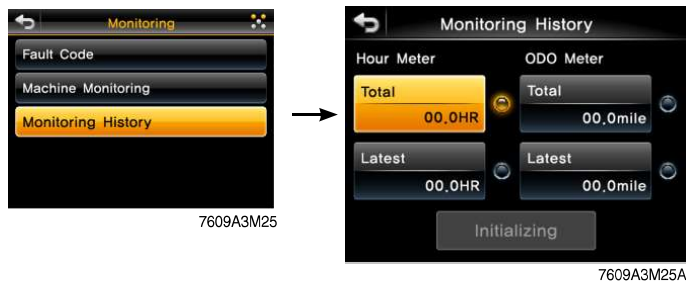 Monitoring
Fault Code
Machine Monitoring
Monitoring History
7609A3M25
Monitoring History
Hour Meter ODO Meter
Total Total
00.0HR 00.0mile
Latest Latest
00.0HR 00.0mile
Initializing
7609A3M25A